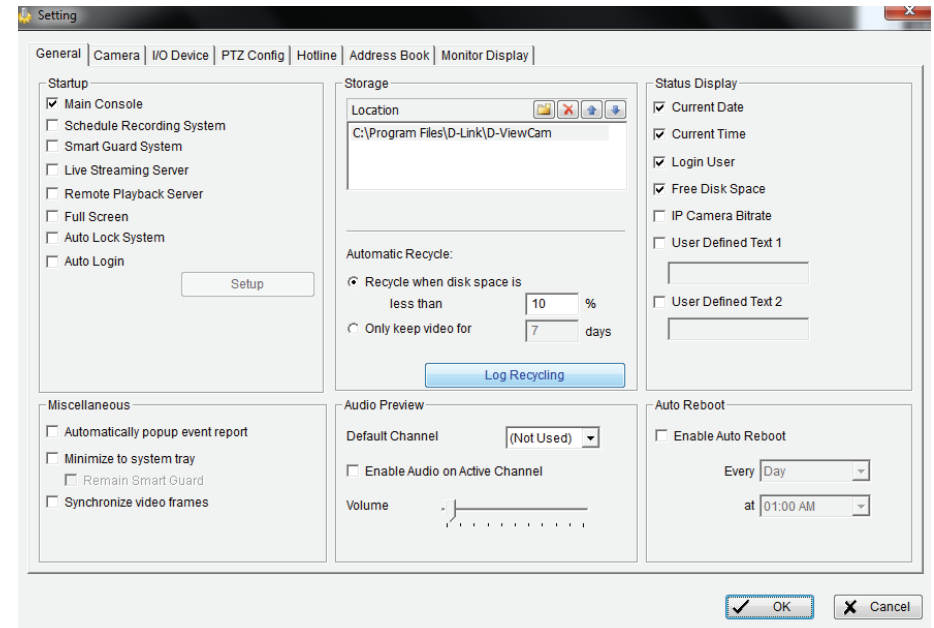 Setting
General Camera I/O Device PTZ Config Hotline Address Book Monitor Display
Startup
Main Console
Schedule Recording System
Smart Guard System
Live Streaming Server
Remote Playback Server
Full Screen
Auto Lock System
Auto Login
Setup
Storage
Location
C:\Program Files\D-Link\D-ViewCam
Automatic Recycle:
Recycle when disk space is
less than 10 %
Only keep video for 7 days
Log Recycling
Status Display
Current Date
Current Time
Login User
Free Disk Space
IP Camera Bitrate
User Defined Text 1
User Defined Text 2
Miscellaneous
Automatically popup event report
Minimize to system tray
Remain Smart Guard
Synchronize video frames
Audio Preview
Default Channel (Not Used)
Enable Audio on Active Channel
Volume
Auto Reboot
Enable Auto Reboot
Every Day
at 01:00 AM
OK Cancel